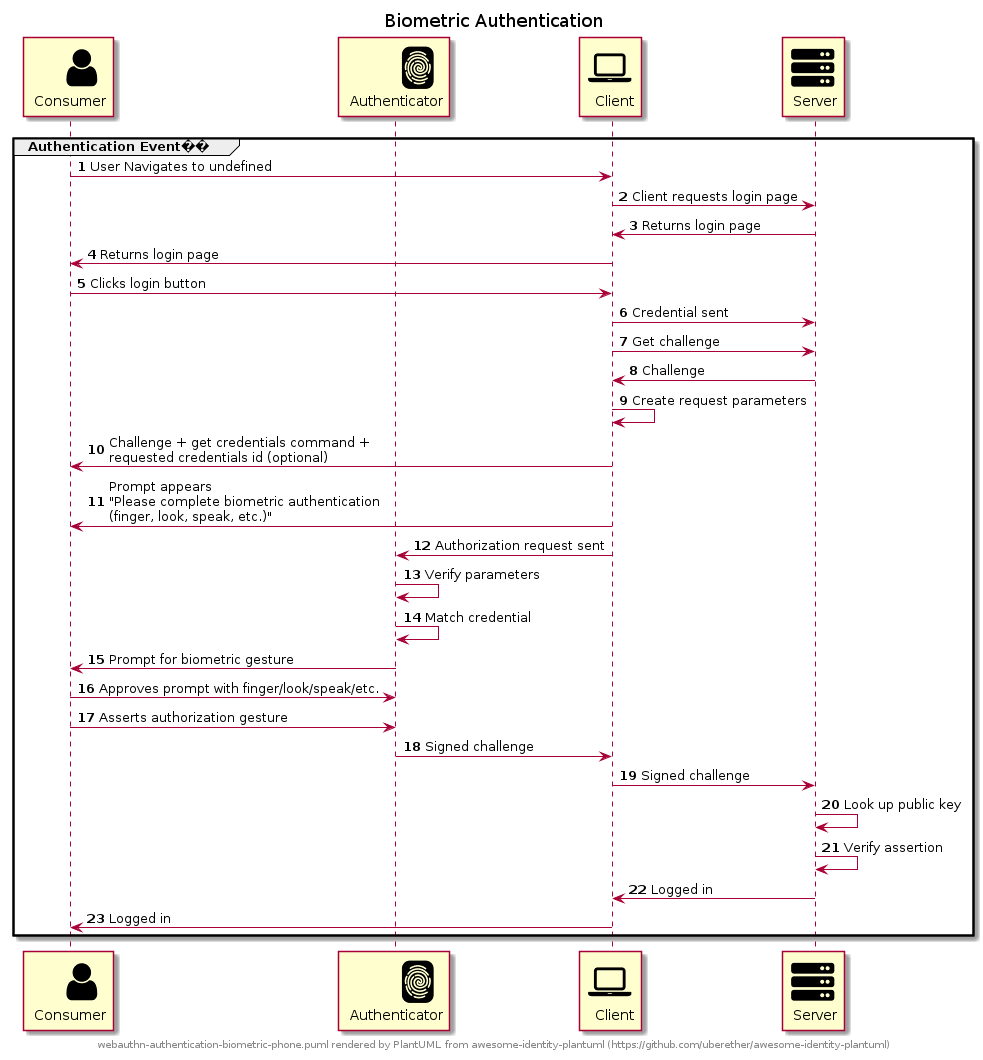 Biometric Authentication
Consumer
Authenticator
Client
Server
Authentication Event��
1 User Navigates to undefined
2 Client requests login page
3 Returns login page
4 Returns login page
5 Clicks login button
6 Credential sent
7 Get challenge
8 Challenge
9 Create request parameters
10 Challenge + get credentials command +
requested credentials id (optional)
11 Prompt appears
"Please complete biometric authentication
(finger, look, speak, etc.)"
12 Authorization request sent
13 Verify parameters
14 Match credential
15 Prompt for biometric gesture
16 Approves prompt with finger/look/speak/etc.
17 Asserts authorization gesture
18 Signed challenge
19 Signed challenge
20 Look up public key
21 Verify assertion
22 Logged in
23 Logged in
Consumer
Authenticator
Client
Server
webauthn-authentication-biometric-phone.puml rendered by PlantUML from awesome-identity-plantuml (https://github.com/uberether/awesome-identity-plantuml)